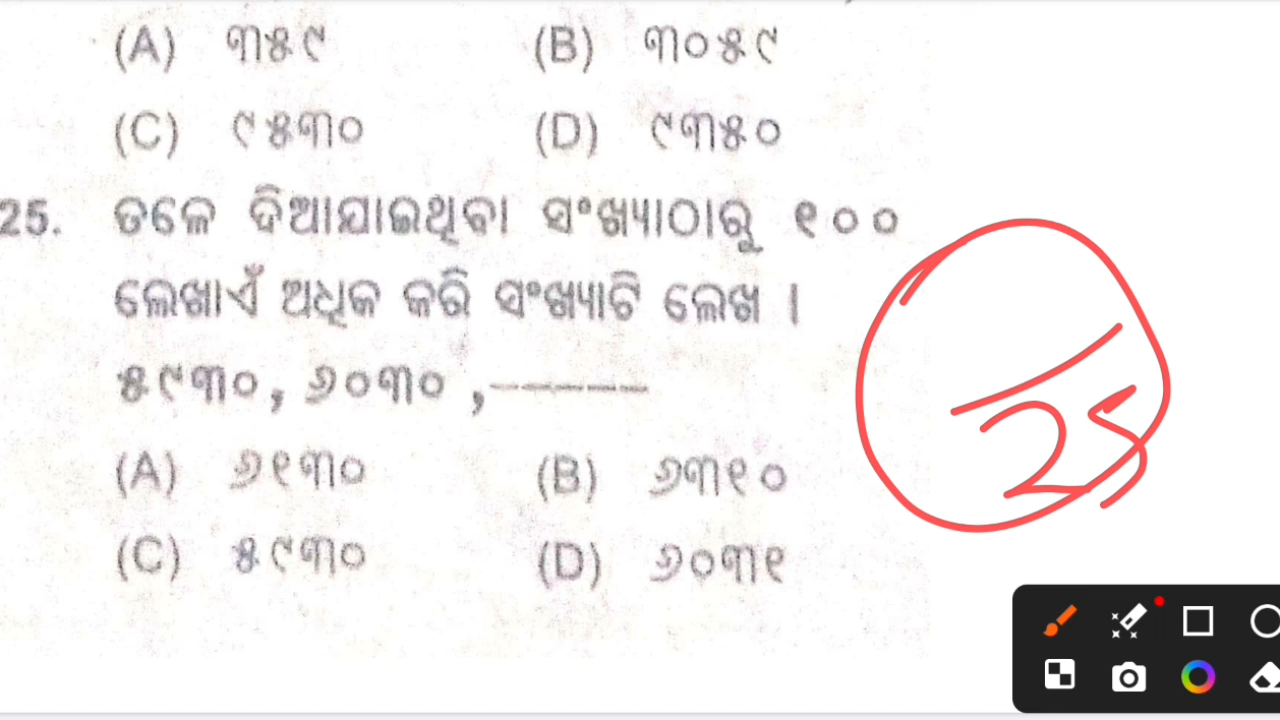 (A) ୩୫୯ (B) ୩୦୫୯
(C) ୯୫୩୦ (D) ୯୩୫୦
25. ତଳେ ଦିଆଯାଇଥିବା ସଂଖ୍ୟାଠାରୁ ୧୦୦
ଲେଖାଏଁ ଅଧିକ କରି ସଂଖ୍ୟାଟି ଲେଖ ।
୫୯୩୦, ୬୦୩୦ ,------
(A) ୬୧୩୦ (B) ୬୩୧୦
(C) ୫୯୩୦ (D) ୬୦୩୧
25